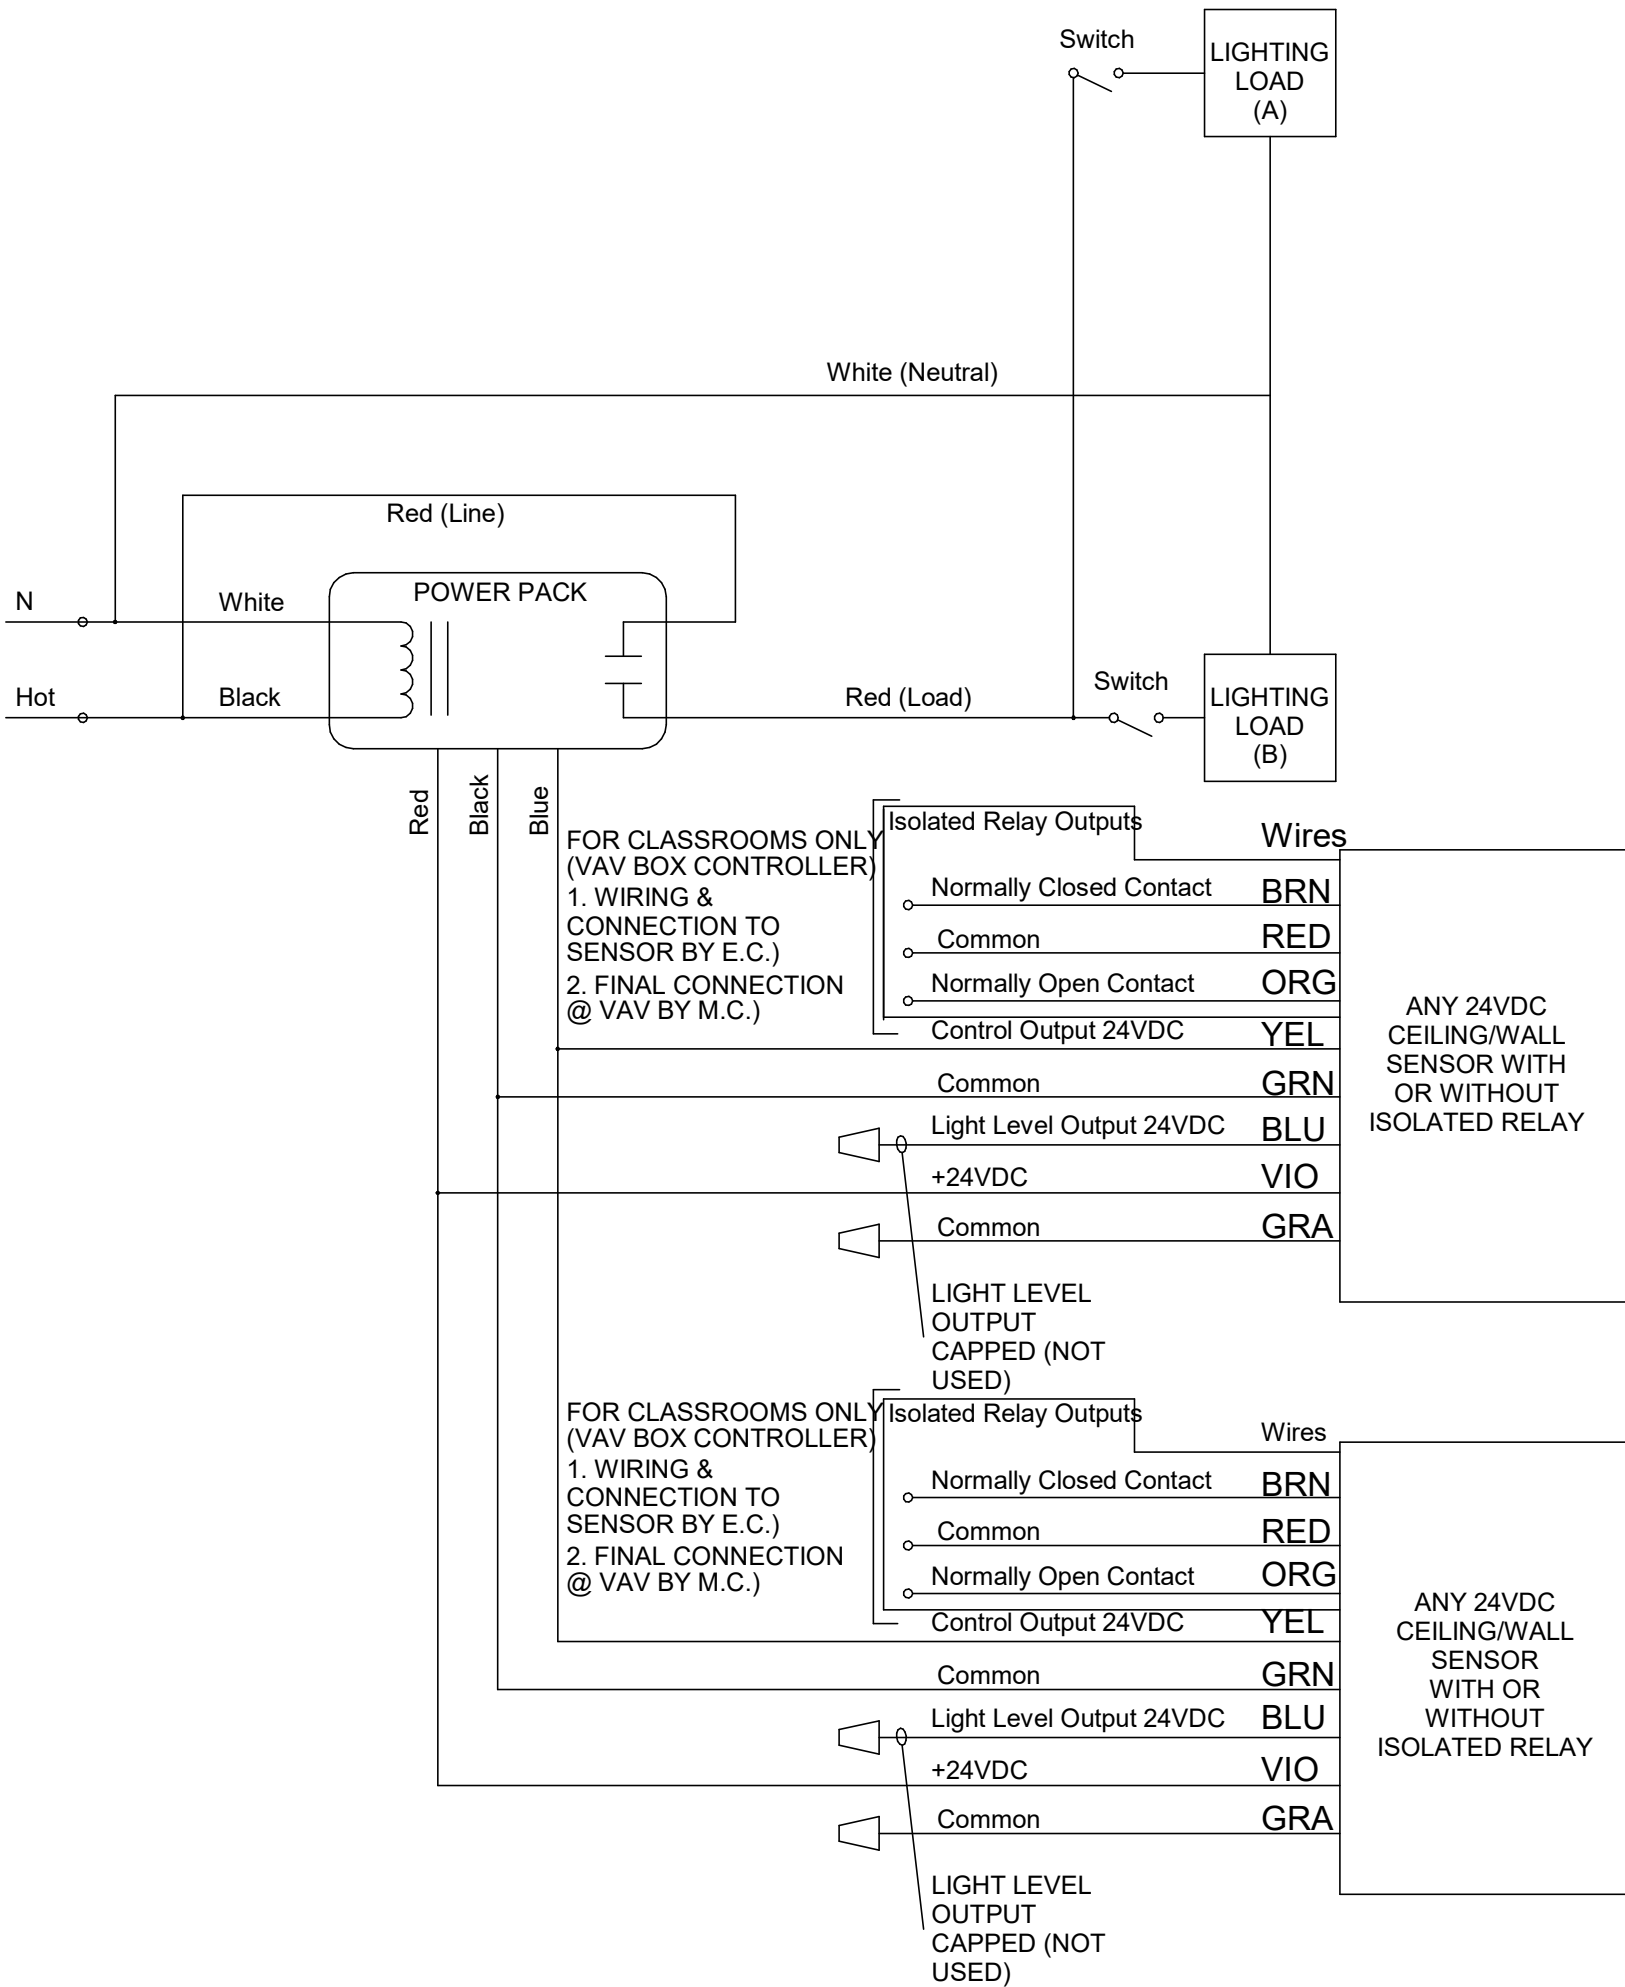 Switch
LIGHTING
LOAD
(A)
White (Neutral)
Red (Line)
POWER PACK
N
White
Hot
Black
Red (Load)
Switch
LIGHTING
LOAD
(B)
Red
Black
Blue
FOR CLASSROOMS ONLY
(VAV BOX CONTROLLER)
1. WIRING &
CONNECTION TO
SENSOR BY E.C.)
2. FINAL CONNECTION
@ VAV BY M.C.)
Isolated Relay Outputs
Wires
Normally Closed Contact
BRN
Common
RED
Normally Open Contact
ORG
Control Output 24VDC
YEL
Common
GRN
Light Level Output 24VDC
BLU
+24VDC
VIO
Common
GRA
ANY 24VDC
CEILING/WALL
SENSOR WITH
OR WITHOUT
ISOLATED RELAY
LIGHT LEVEL
OUTPUT
CAPPED (NOT
USED)
FOR CLASSROOMS ONLY
(VAV BOX CONTROLLER)
1. WIRING &
CONNECTION TO
SENSOR BY E.C.)
2. FINAL CONNECTION
@ VAV BY M.C.)
Isolated Relay Outputs
Wires
Normally Closed Contact
BRN
Common
RED
Normally Open Contact
ORG
Control Output 24VDC
YEL
Common
GRN
Light Level Output 24VDC
BLU
+24VDC
VIO
Common
GRA
ANY 24VDC
CEILING/WALL
SENSOR
WITH OR
WITHOUT
ISOLATED RELAY
LIGHT LEVEL
OUTPUT
CAPPED (NOT
USED)